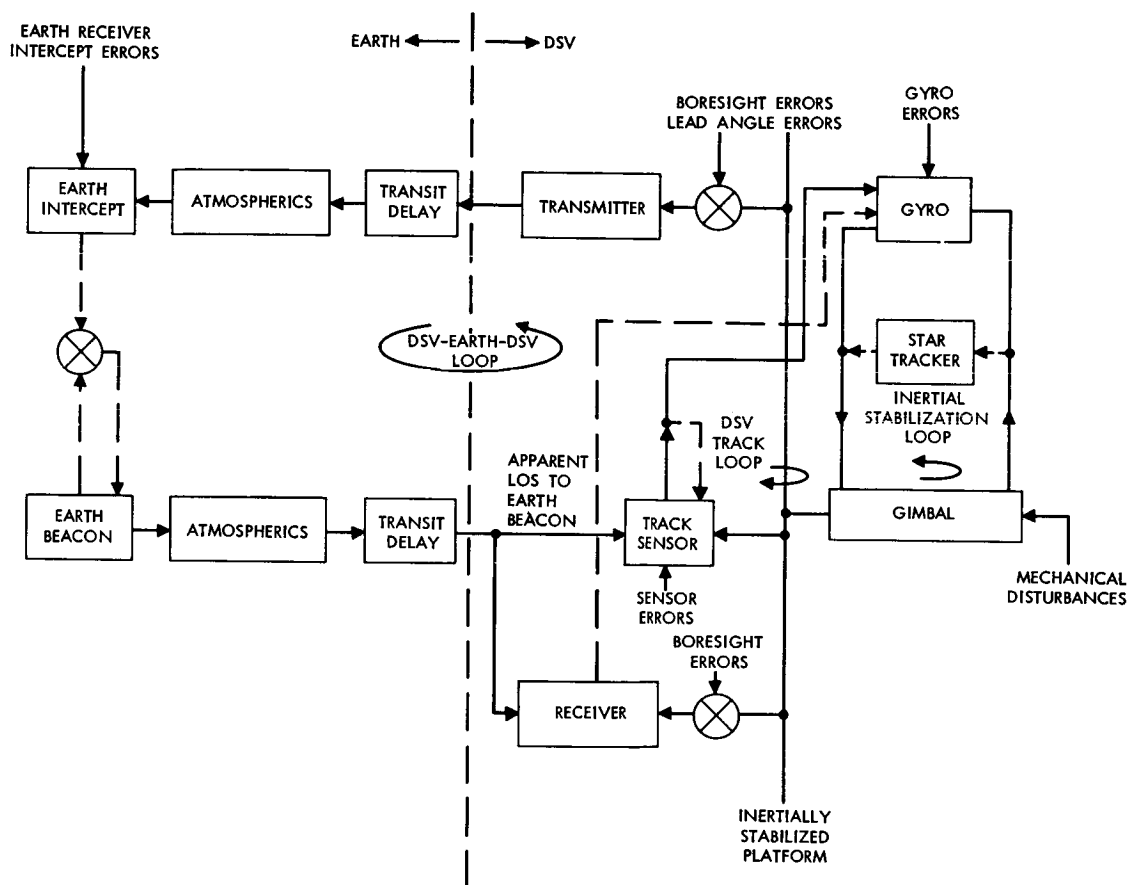 EARTH RECEIVER
INTERCEPT ERRORS
EARTH
DSV
BORESIGHT ERRORS
LEAD ANGLE ERRORS
GYRO
ERRORS
EARTH
INTERCEPT
ATMOSPHERICS
TRANSIT
DELAY
TRANSMITTER
GYRO
DSV-EARTH-DSV
LOOP
STAR
TRACKER
INERTIAL
STABILIZATION
LOOP
DSV
TRACK
LOOP
APPARENT
LOS TO
EARTH
BEACON
EARTH
BEACON
ATMOSPHERICS
TRANSIT
DELAY
TRACK
SENSOR
GIMBAL
SENSOR
ERRORS
MECHANICAL
DISTURBANCES
BORESIGHT
ERRORS
RECEIVER
INERTIALLY
STABILIZED
PLATFORM